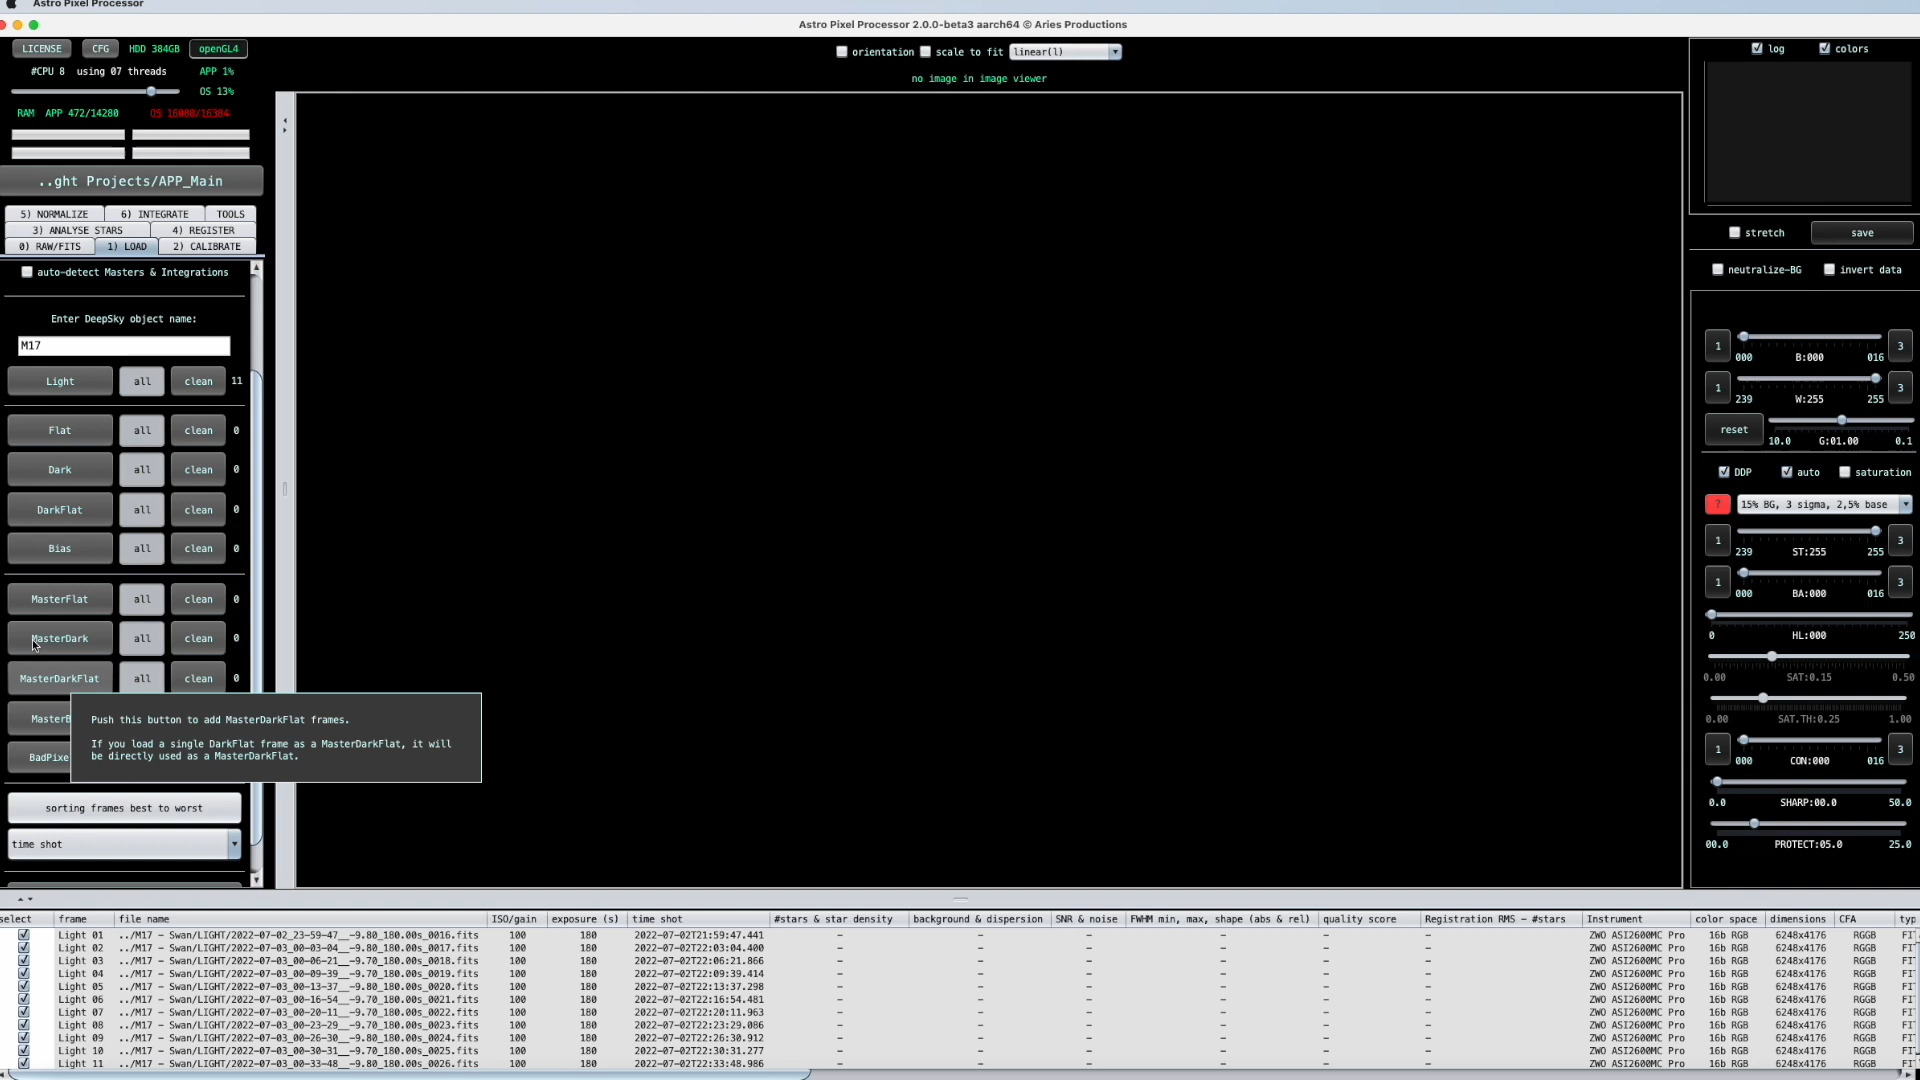 Astro Pixel Processor
Astro Pixel Processor 2.0.0-beta3 aarch64 © Aries Productions
LICENSE CFG HDD 384GB openGL4
#CPU 8 using 07 threads APP 1%
OS 13%
RAM APP 472/14280 OS 16080/16384
..ght Projects/APP_Main
5) NORMALIZE 6) INTEGRATE TOOLS
3) ANALYSE STARS 4) REGISTER
0) RAW/FITS 1) LOAD 2) CALIBRATE
auto-detect Masters & Integrations
Enter DeepSky object name:
M17
Light all clean 11
Flat all clean 0
Dark all clean 0
DarkFlat all clean 0
Bias all clean 0
MasterFlat all clean 0
MasterDark all clean 0
MasterDarkFlat all clean 0
MasterB
BadPixe
Push this button to add MasterDarkFlat frames.
If you load a single DarkFlat frame as a MasterDarkFlat, it will
be directly used as a MasterDarkFlat.
sorting frames best to worst
time shot
orientation scale to fit linear(l)
no image in image viewer
log colors
stretch save
neutralize-BG invert data
1 3
000 B:000 016
1 3
239 W:255 255
reset
10.0 G:01.00 0.1
DDP auto saturation
? 15% BG, 3 sigma, 2,5% base
1 3
239 ST:255 255
1 3
000 BA:000 016
0 HL:000 250
0.00 SAT:0.15 0.50
0.00 SAT.TH:0.25 1.00
1 3
000 CON:000 016
0.0 SHARP:00.0 50.0
00.0 PROTECT:05.0 25.0
select frame file name ISO/gain exposure (s) time shot #stars & star density background & dispersion SNR & noise FWHM min, max, shape (abs & rel) quality score Registration RMS - #stars Instrument color space dimensions CFA typ
Light 01 ../M17 - Swan/LIGHT/2022-07-02_23-59-47__-9.80_180.00s_0016.fits 100 180 2022-07-02T21:59:47.441 - - - - - - ZWO ASI2600MC Pro 16b RGB 6248x4176 RGGB FI
Light 02 ../M17 - Swan/LIGHT/2022-07-03_00-03-04__-9.70_180.00s_0017.fits 100 180 2022-07-02T22:03:04.400 - - - - - - ZWO ASI2600MC Pro 16b RGB 6248x4176 RGGB FI
Light 03 ../M17 - Swan/LIGHT/2022-07-03_00-06-21__-9.70_180.00s_0018.fits 100 180 2022-07-02T22:06:21.866 - - - - - - ZWO ASI2600MC Pro 16b RGB 6248x4176 RGGB FI
Light 04 ../M17 - Swan/LIGHT/2022-07-03_00-09-39__-9.70_180.00s_0019.fits 100 180 2022-07-02T22:09:39.414 - - - - - - ZWO ASI2600MC Pro 16b RGB 6248x4176 RGGB FI
Light 05 ../M17 - Swan/LIGHT/2022-07-03_00-13-37__-9.80_180.00s_0020.fits 100 180 2022-07-02T22:13:37.298 - - - - - - ZWO ASI2600MC Pro 16b RGB 6248x4176 RGGB FI
Light 06 ../M17 - Swan/LIGHT/2022-07-03_00-16-54__-9.70_180.00s_0021.fits 100 180 2022-07-02T22:16:54.481 - - - - - - ZWO ASI2600MC Pro 16b RGB 6248x4176 RGGB FI
Light 07 ../M17 - Swan/LIGHT/2022-07-03_00-20-11__-9.70_180.00s_0022.fits 100 180 2022-07-02T22:20:11.963 - - - - - - ZWO ASI2600MC Pro 16b RGB 6248x4176 RGGB FI
Light 08 ../M17 - Swan/LIGHT/2022-07-03_00-23-29__-9.70_180.00s_0023.fits 100 180 2022-07-02T22:23:29.086 - - - - - - ZWO ASI2600MC Pro 16b RGB 6248x4176 RGGB FI
Light 09 ../M17 - Swan/LIGHT/2022-07-03_00-26-30__-9.80_180.00s_0024.fits 100 180 2022-07-02T22:26:30.912 - - - - - - ZWO ASI2600MC Pro 16b RGB 6248x4176 RGGB FI
Light 10 ../M17 - Swan/LIGHT/2022-07-03_00-30-31__-9.70_180.00s_0025.fits 100 180 2022-07-02T22:30:31.277 - - - - - - ZWO ASI2600MC Pro 16b RGB 6248x4176 RGGB FI
Light 11 ../M17 - Swan/LIGHT/2022-07-03_00-33-48__-9.80_180.00s_0026.fits 100 180 2022-07-02T22:33:48.986 - - - - - - ZWO ASI2600MC Pro 16b RGB 6248x4176 RGGB FI